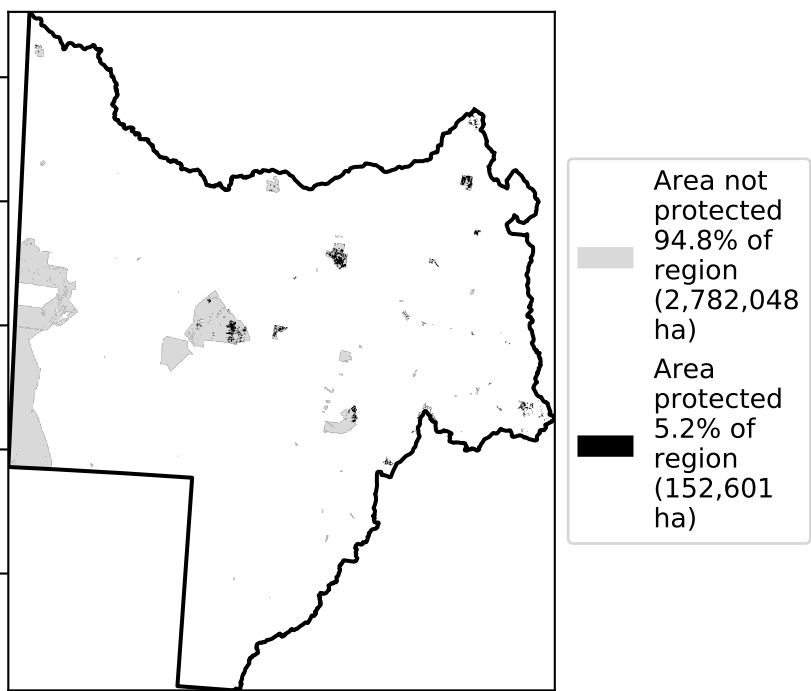 Area not
protected
94.8% of
region
(2,782,048
ha)
Area
protected
5.2% of
region
(152,601
ha)